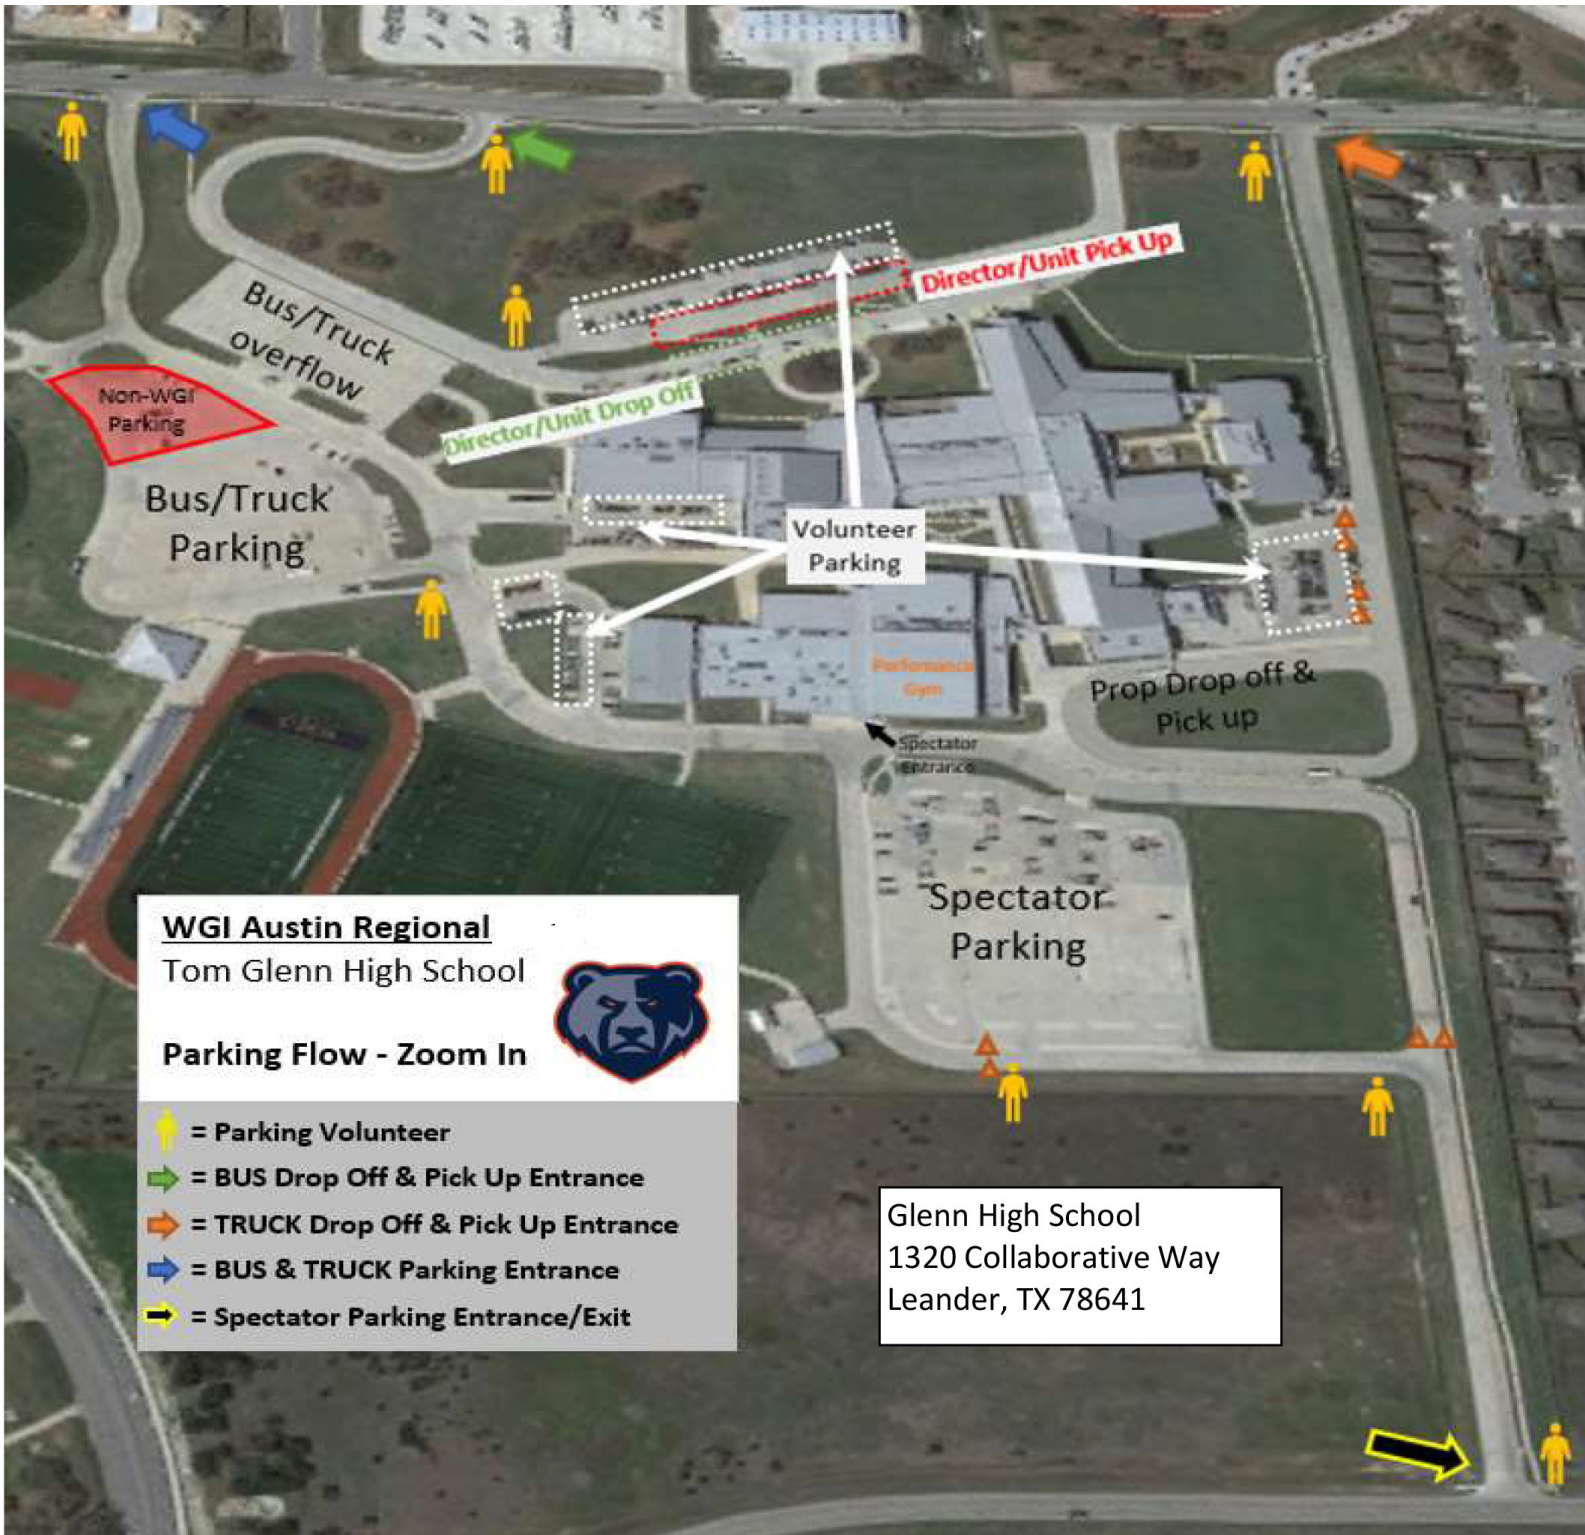 Director/Unit Pick Up
Bus/Truck
overflow
Non-WGI
Parking
Director/Unit Drop Off
Bus/Truck
Parking
Volunteer
Parking
Performance
Gym
Prop Drop off &
Pick up
Spectator
Entrance
Spectator
Parking
WGI Austin Regional
Tom Glenn High School
Parking Flow - Zoom In
= Parking Volunteer
= BUS Drop Off & Pick Up Entrance
= TRUCK Drop Off & Pick Up Entrance
= BUS & TRUCK Parking Entrance
= Spectator Parking Entrance/Exit
Glenn High School
1320 Collaborative Way
Leander, TX 78641